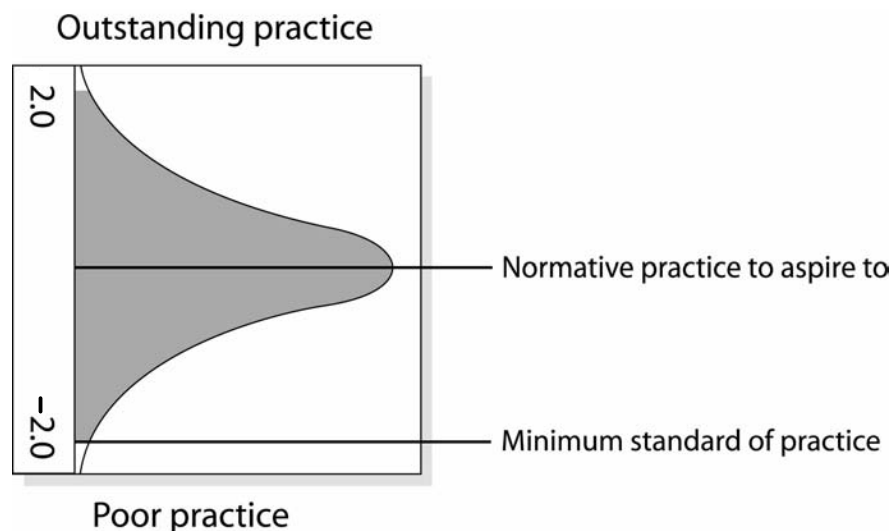 Outstanding practice
2.0
Normative practice to aspire to
−2.0
Minimum standard of practice
Poor practice